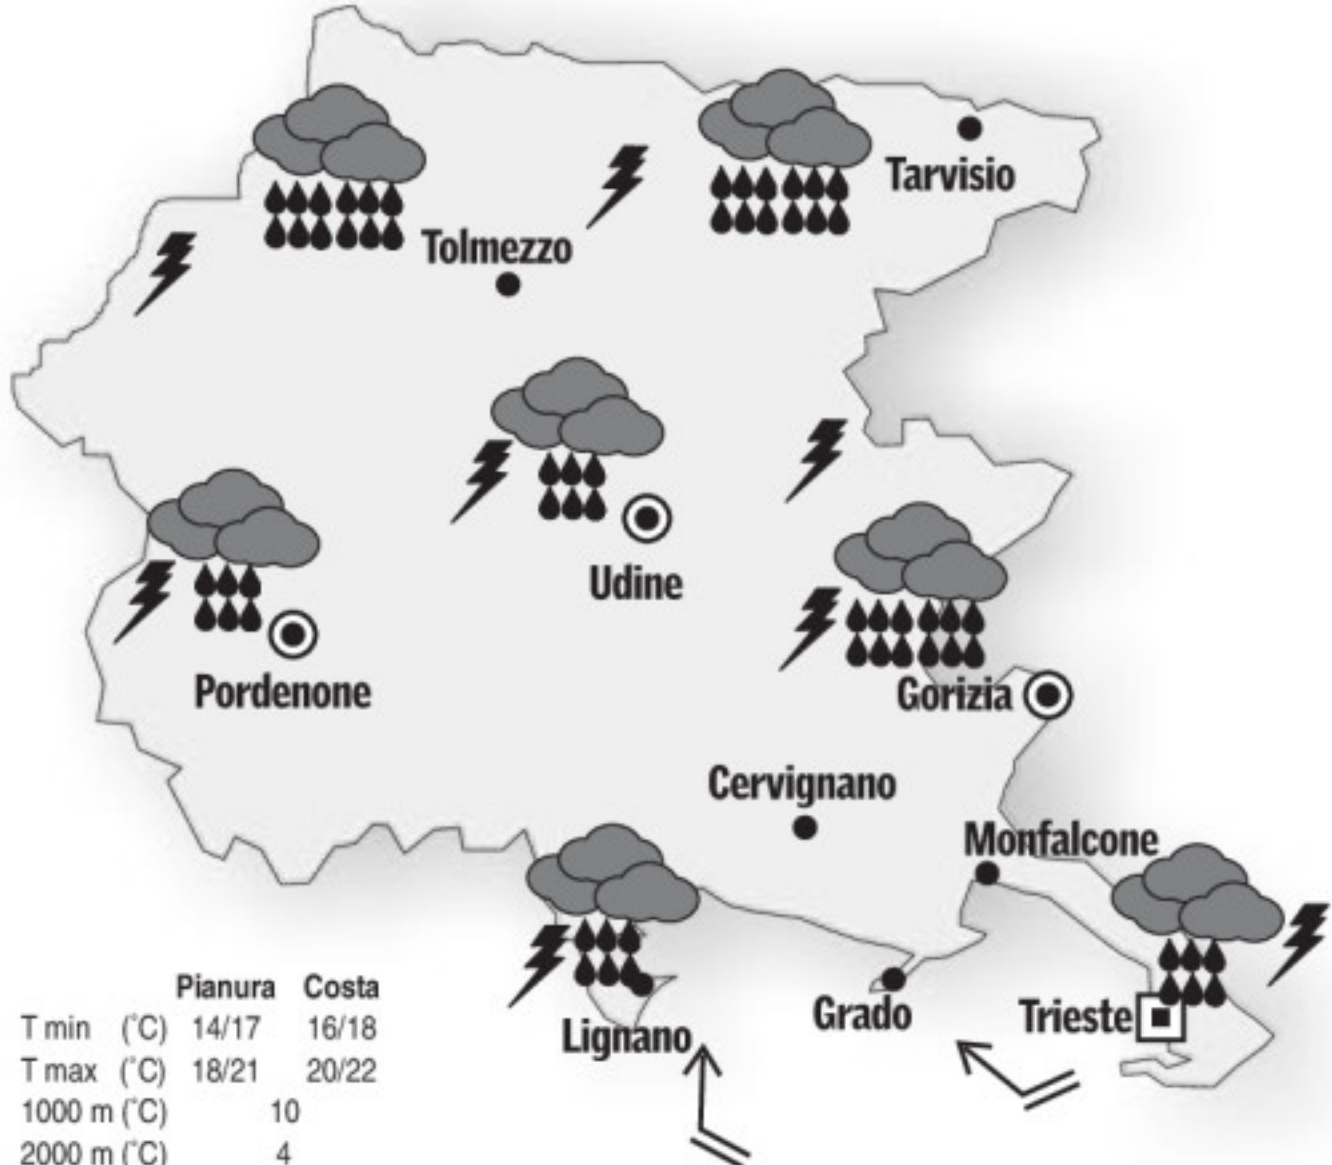 Tarvisio
Tolmezzo
Udine
Pordenone
Gorizia
Cervignano
Monfalcone
Grado
Trieste
Lignano
Pianura Costa
T min (°C) 14/17 16/18
T max (°C) 18/21 20/22
1000 m (°C) 10
2000 m (°C) 4